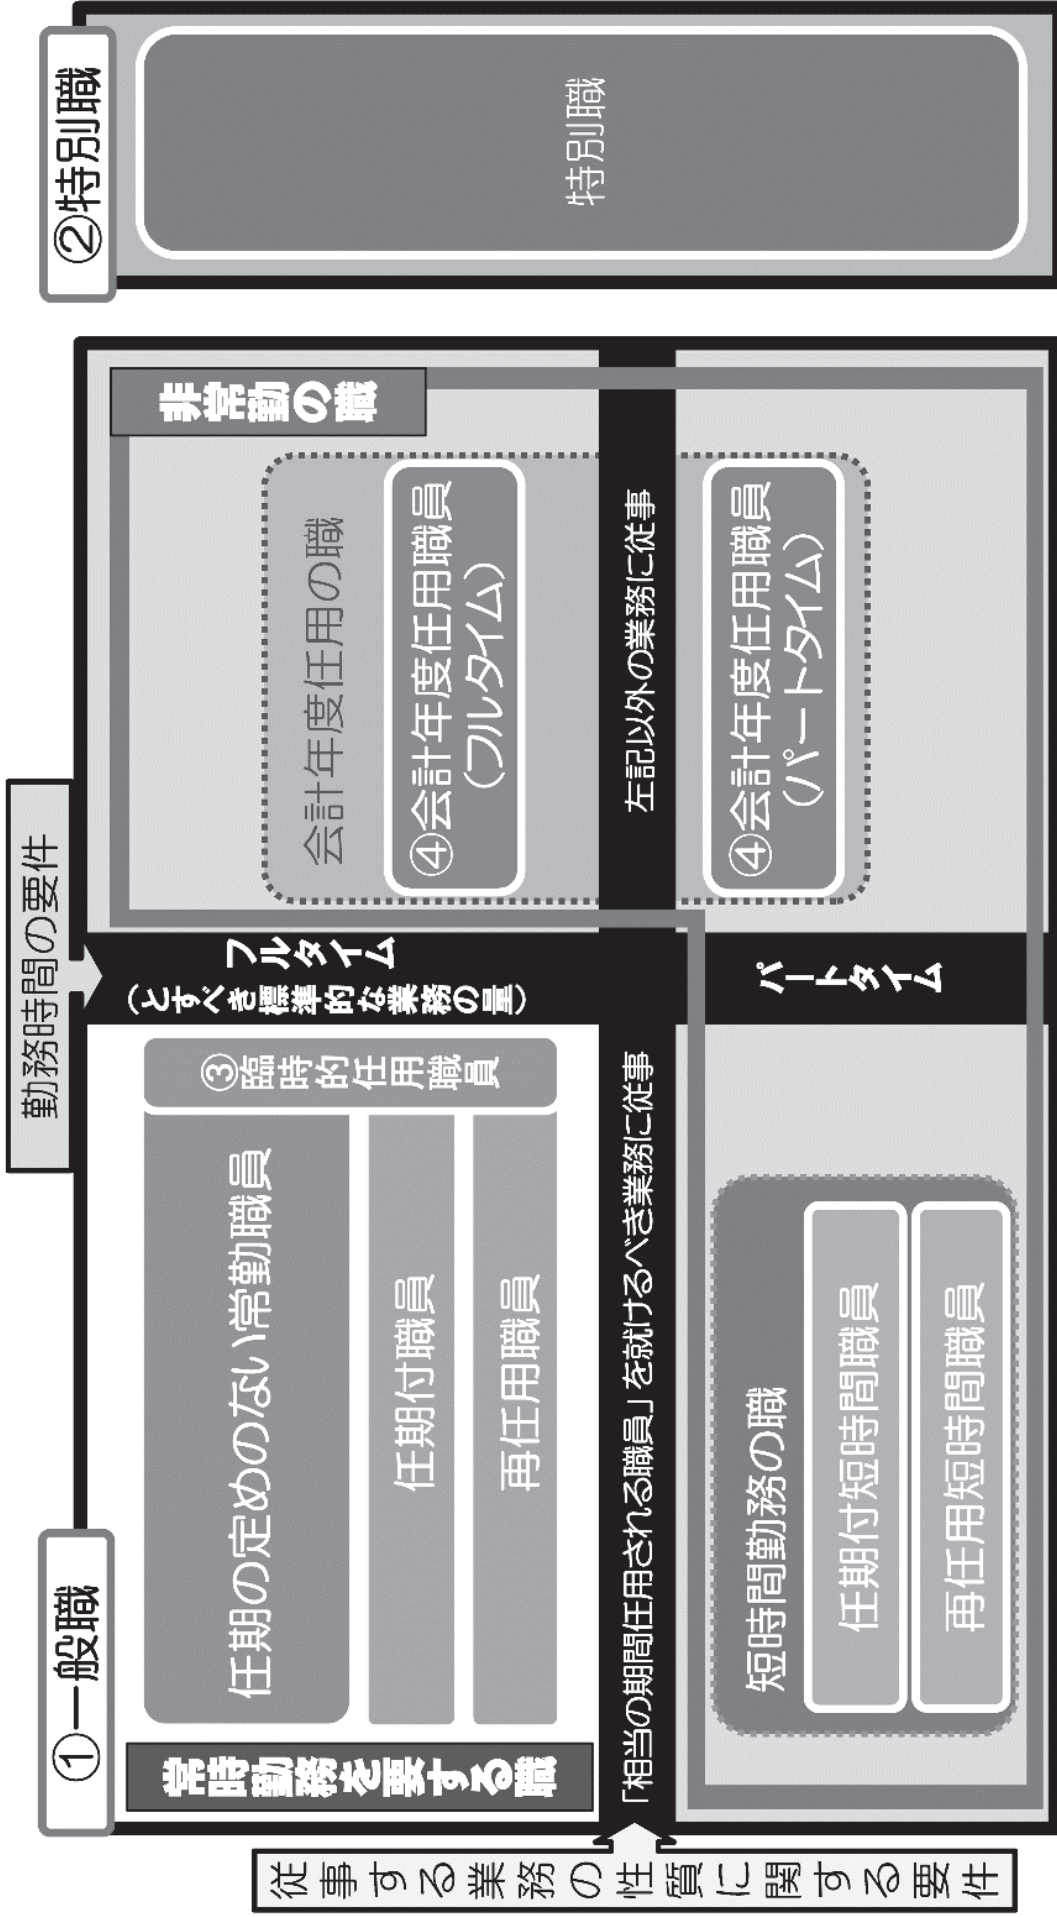 勤務時間の要件
従事する業務の性質に関する要件
①一般職
常時勤務を要する職
任期の定めのない常勤職員
任期付職員
再任用職員
③臨時的任用職員
フルタイム
（とすべき標準的な業務の量）
非常勤の職
会計年度任用の職
④会計年度任用職員
（フルタイム）
「相当の期間任用される職員」を就けるべき業務に従事
左記以外の業務に従事
短時間勤務の職
任期付短時間職員
再任用短時間職員
パートタイム
④会計年度任用職員
（パートタイム）
②特別職
特別職